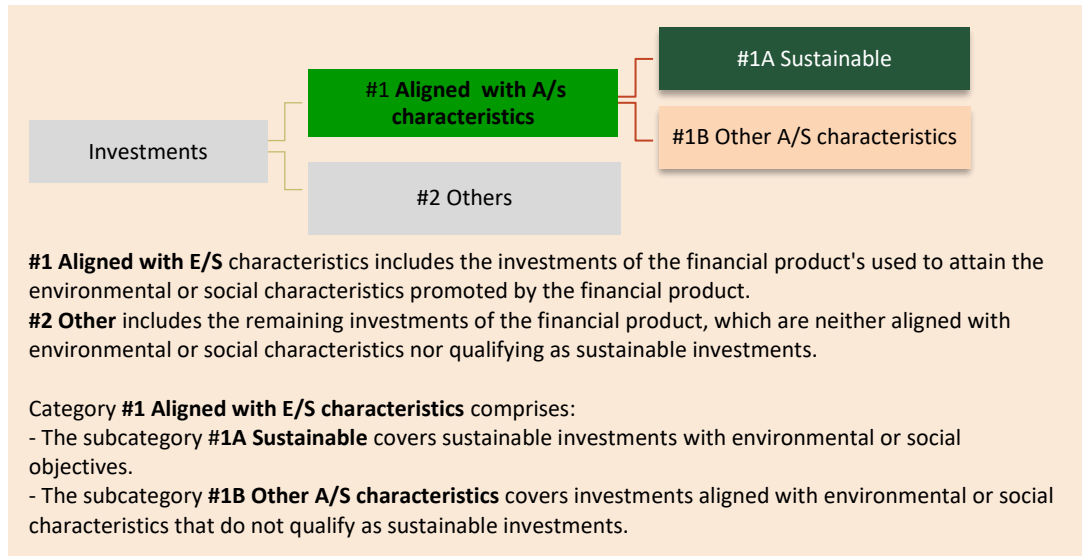 #1A Sustainable
#1 Aligned with A/s
characteristics
#1B Other A/S characteristics
Investments
#2 Others
#1 Aligned with E/S characteristics includes the investments of the financial product's used to attain the
environmental or social characteristics promoted by the financial product.
#2 Other includes the remaining investments of the financial product, which are neither aligned with
environmental or social characteristics nor qualifying as sustainable investments.
Category #1 Aligned with E/S characteristics comprises:
- The subcategory #1A Sustainable covers sustainable investments with environmental or social
objectives.
- The subcategory #1B Other A/S characteristics covers investments aligned with environmental or social
characteristics that do not qualify as sustainable investments.